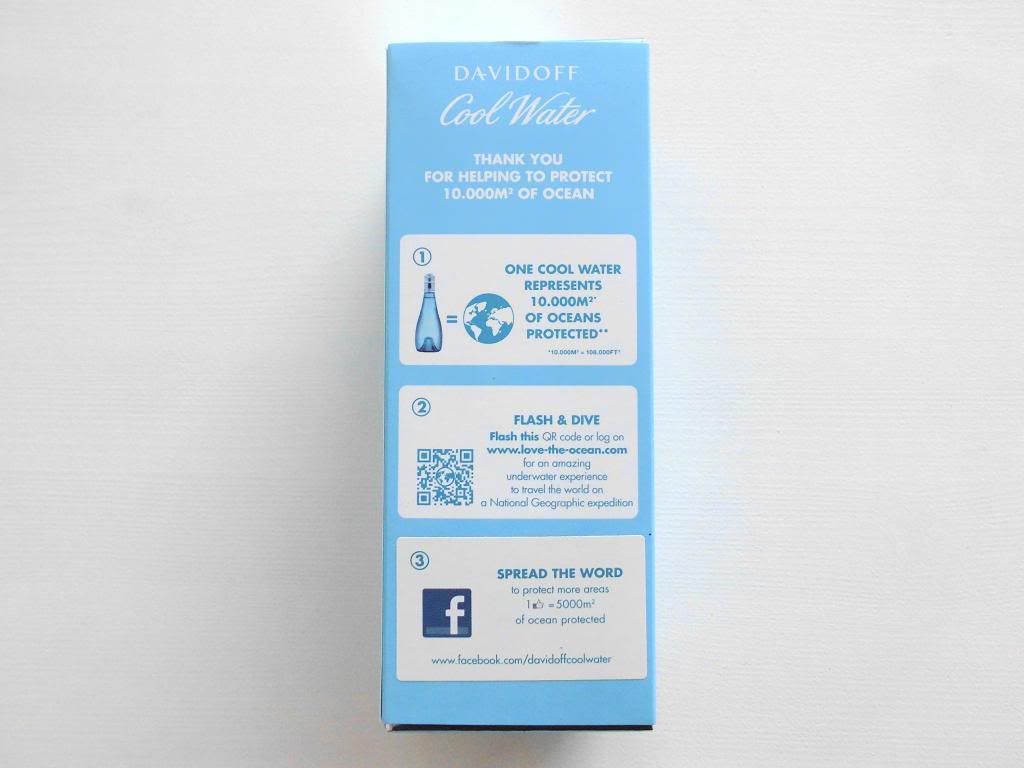 DAVIDOFF
Cool Water
THANK YOU
FOR HELPING TO PROTECT
10.000M² OF OCEAN
1
ONE COOL WATER
REPRESENTS
10.000M²*
OF OCEANS
=
PROTECTED**
*10.000M² = 108.000FT²
2
FLASH & DIVE
Flash this QR code or log on
www.love-the-ocean.com
for an amazing
underwater experience
to travel the world on
a National Geographic expedition
3
SPREAD THE WORD
to protect more areas
1 = 5000m²
of ocean protected
f
www.facebook.com/davidoffcoolwater